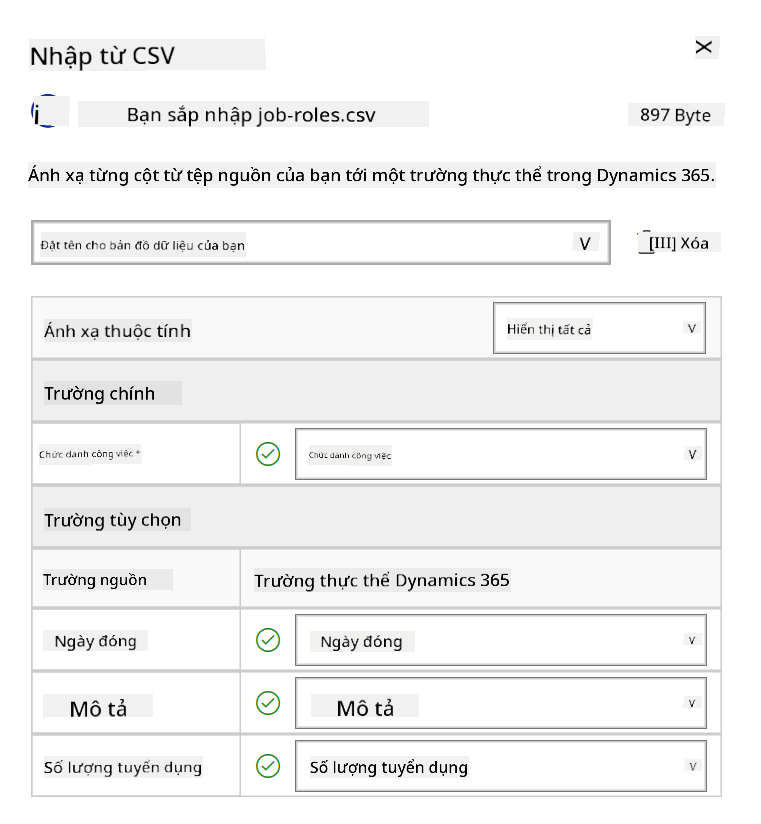 Nhập từ CSV
i Bạn sắp nhập job-roles.csv 897 Byte
Ánh xạ từng cột từ tệp nguồn của bạn tới một trường thực thể trong Dynamics 365.
Đặt tên cho bản đồ dữ liệu của bạn V [III] Xóa
Ánh xạ thuộc tính Hiển thị tất cả V
Trường chính
Chức danh công việc * Chức danh công việc V
Trường tùy chọn
Trường nguồn Trường thực thể Dynamics 365
Ngày đóng Ngày đóng V
Mô tả Mô tả V
Số lượng tuyển dụng Số lượng tuyển dụng V